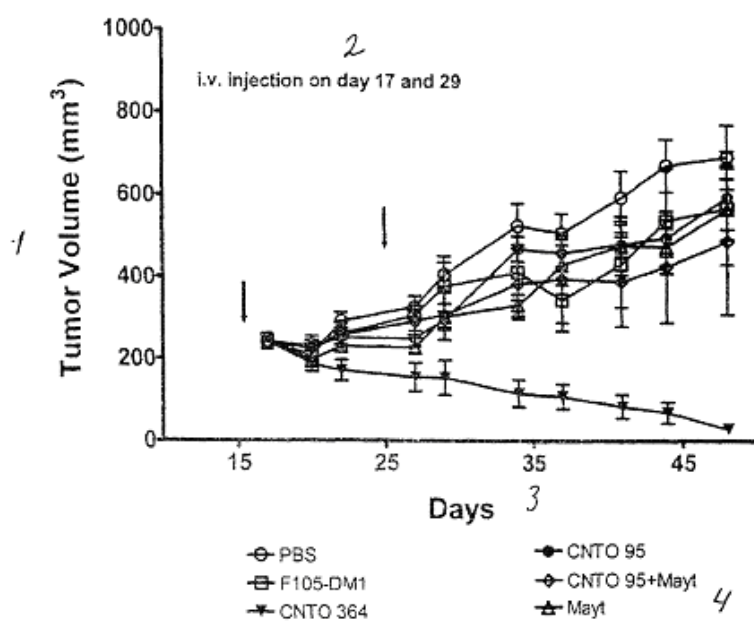 1000
2
i.v. injection on day 17 and 29
800
600
1
Tumor Volume (mm³)
400
200
0
15
25
35
45
Days 3
PBS
CNTO 95
F105-DM1
CNTO 95+Mayt
CNTO 364
Mayt
4